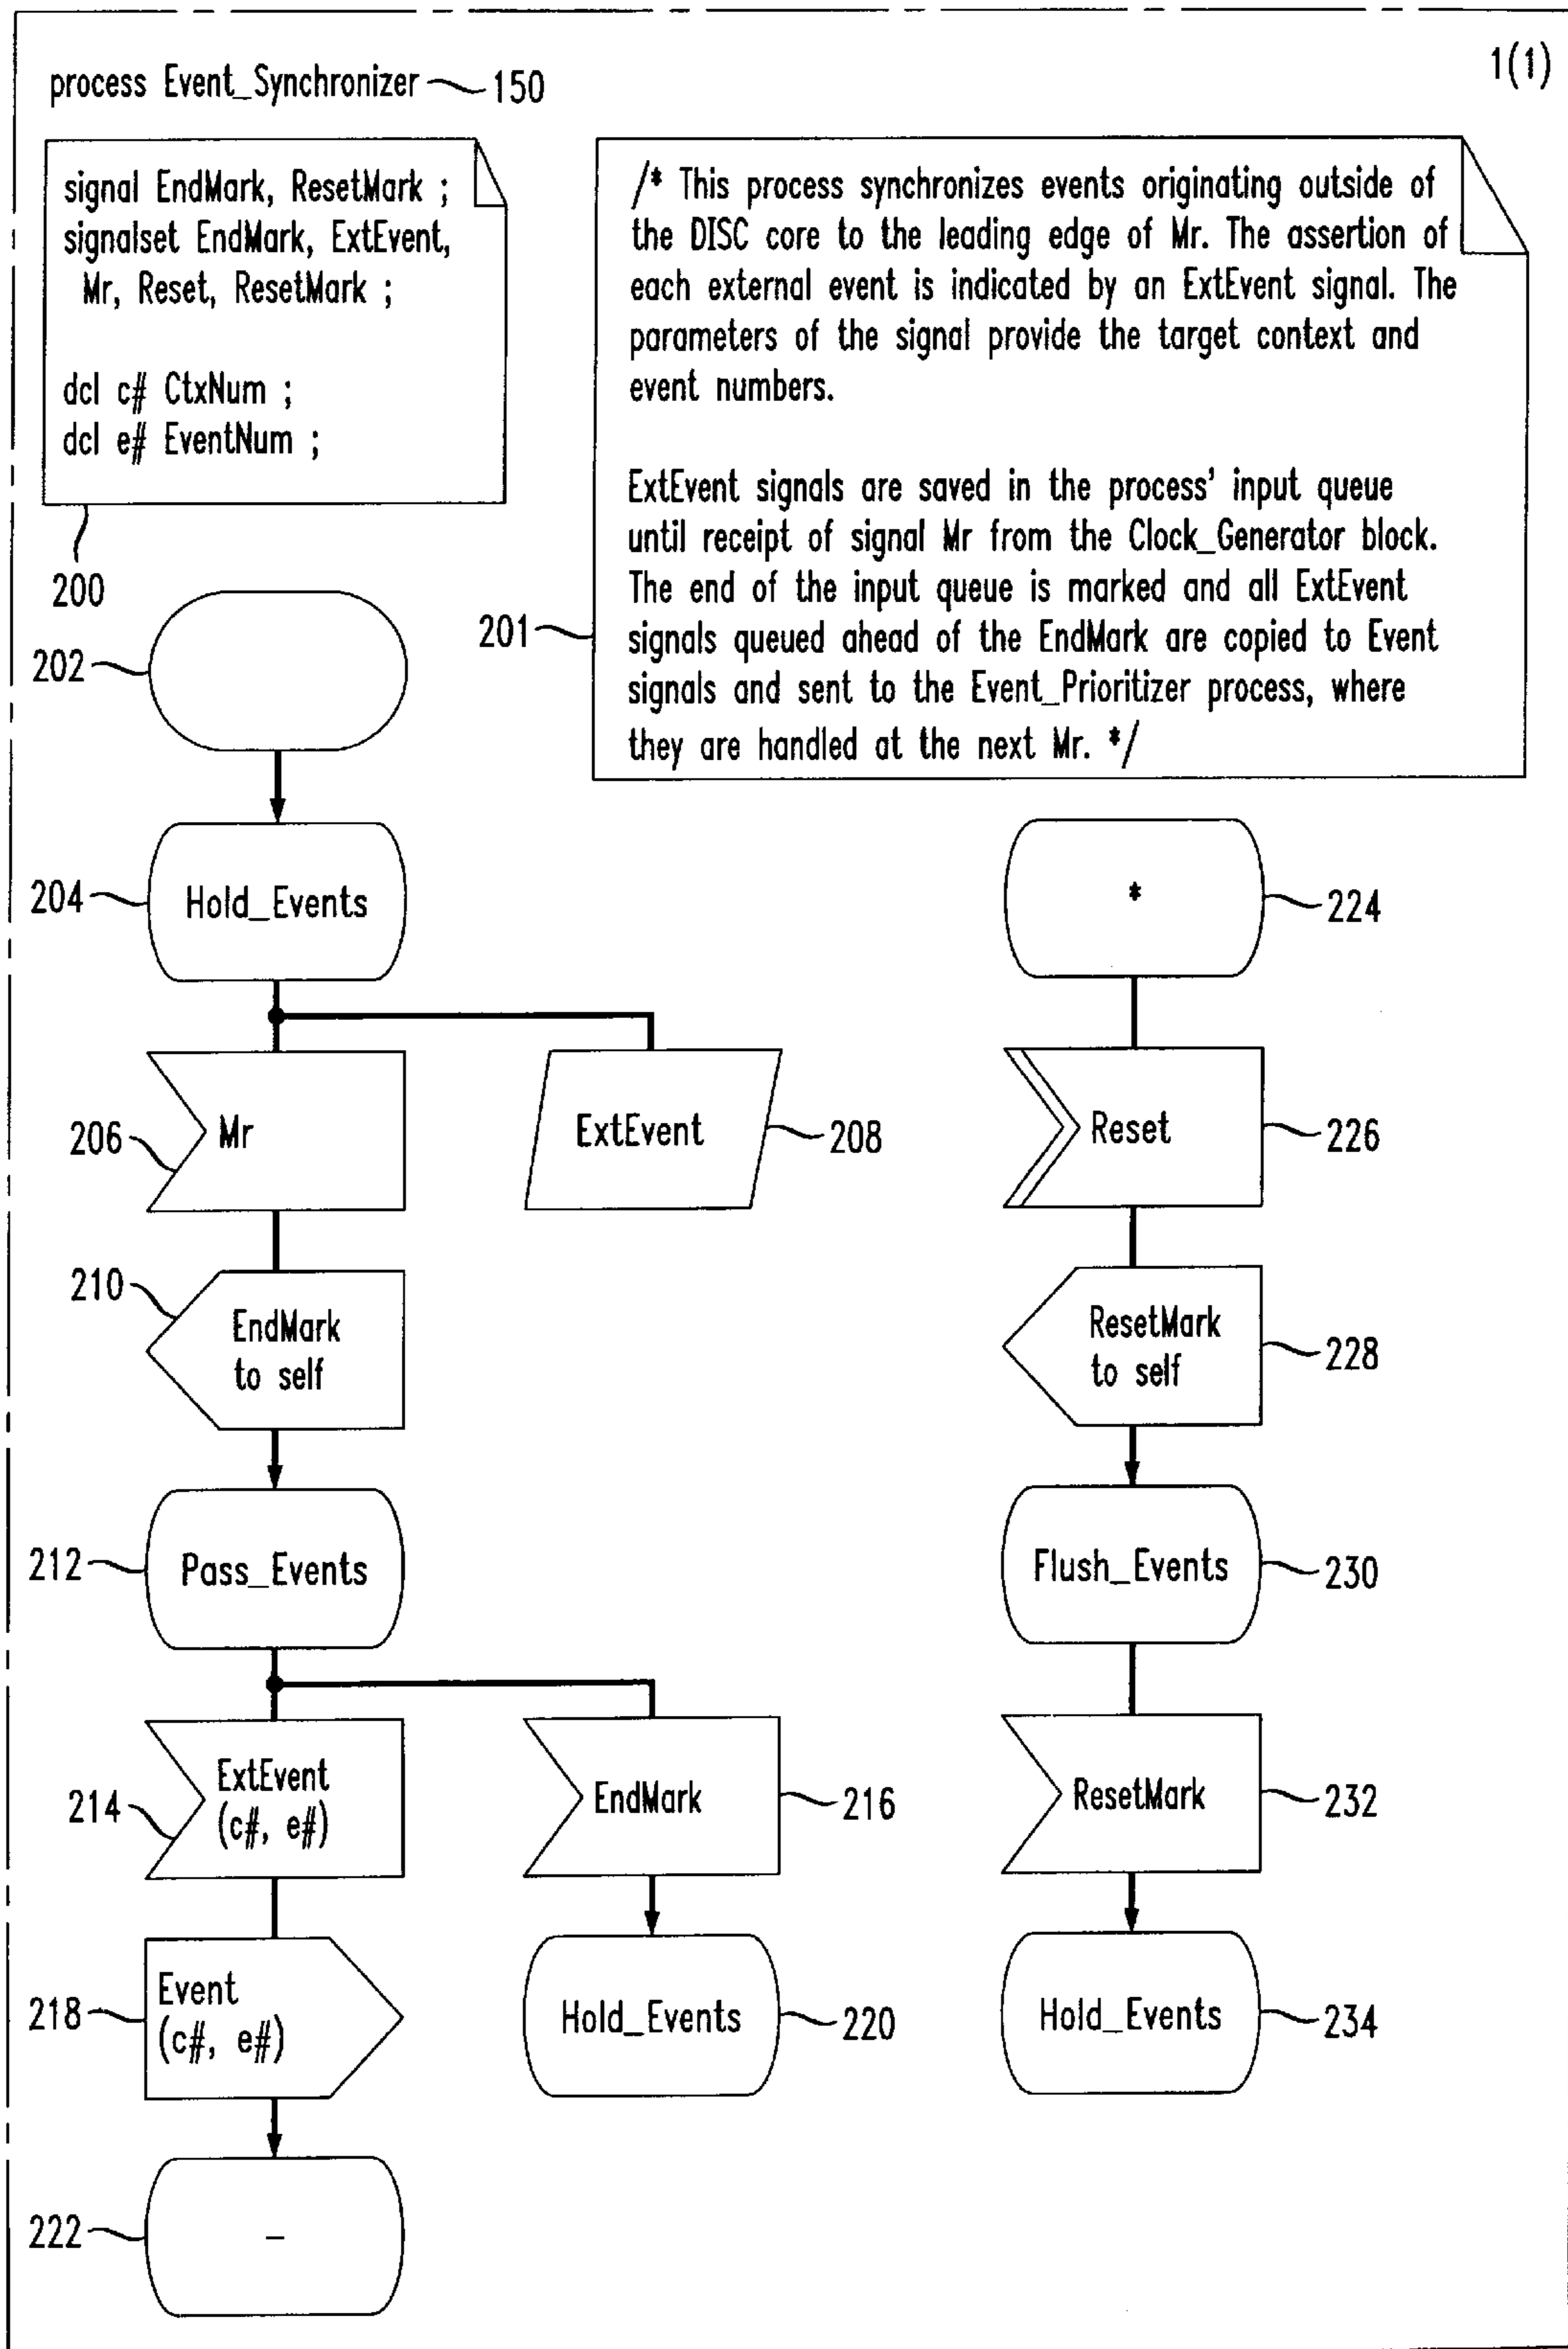 1(1)
process Event_Synchronizer 150
signal EndMark, ResetMark ;
signalset EndMark, ExtEvent,
Mr, Reset, ResetMark ;
dcl c# CtxNum ;
dcl e# EventNum ;
200
/* This process synchronizes events originating outside of
the DISC core to the leading edge of Mr. The assertion of
each external event is indicated by an ExtEvent signal. The
parameters of the signal provide the target context and
event numbers.
ExtEvent signals are saved in the process' input queue
until receipt of signal Mr from the Clock_Generator block.
The end of the input queue is marked and all ExtEvent
signals queued ahead of the EndMark are copied to Event
signals and sent to the Event_Prioritizer process, where
they are handled at the next Mr. */
201
202
204
Hold_Events
206
Mr
ExtEvent
208
210
EndMark
to self
212
Pass_Events
214
ExtEvent
(c#, e#)
EndMark
216
218
Event
(c#, e#)
Hold_Events
220
222
–
*
224
Reset
226
ResetMark
to self
228
Flush_Events
230
ResetMark
232
Hold_Events
234